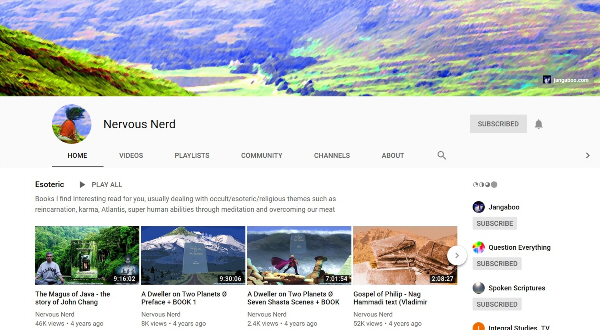 jangaboo.com
Nervous Nerd
SUBSCRIBED
HOME VIDEOS PLAYLISTS COMMUNITY CHANNELS ABOUT
Esoteric PLAY ALL
Books I find interesting read for you, usually dealing with occult/esoteric/religious themes such as
reincarnation, karma, Atlantis, super human abilities through meditation and overcoming our meat
9:16:02
9:30:06
7:01:54
2:08:27
The Magus of Java - the
story of John Chang
Nervous Nerd
46K views • 4 years ago
A Dweller on Two Planets Ø
Preface + BOOK 1
Nervous Nerd
8K views • 4 years ago
A Dweller on Two Planets Ø
Seven Shasta Scenes + BOOK
Nervous Nerd
2.4K views • 4 years ago
Gospel of Philip - Nag
Hammadi text (Vladimir
Nervous Nerd
52K views • 4 years ago
Jangaboo
SUBSCRIBE
Question Everything
SUBSCRIBED
Spoken Scriptures
SUBSCRIBED
Internal Studies_TV